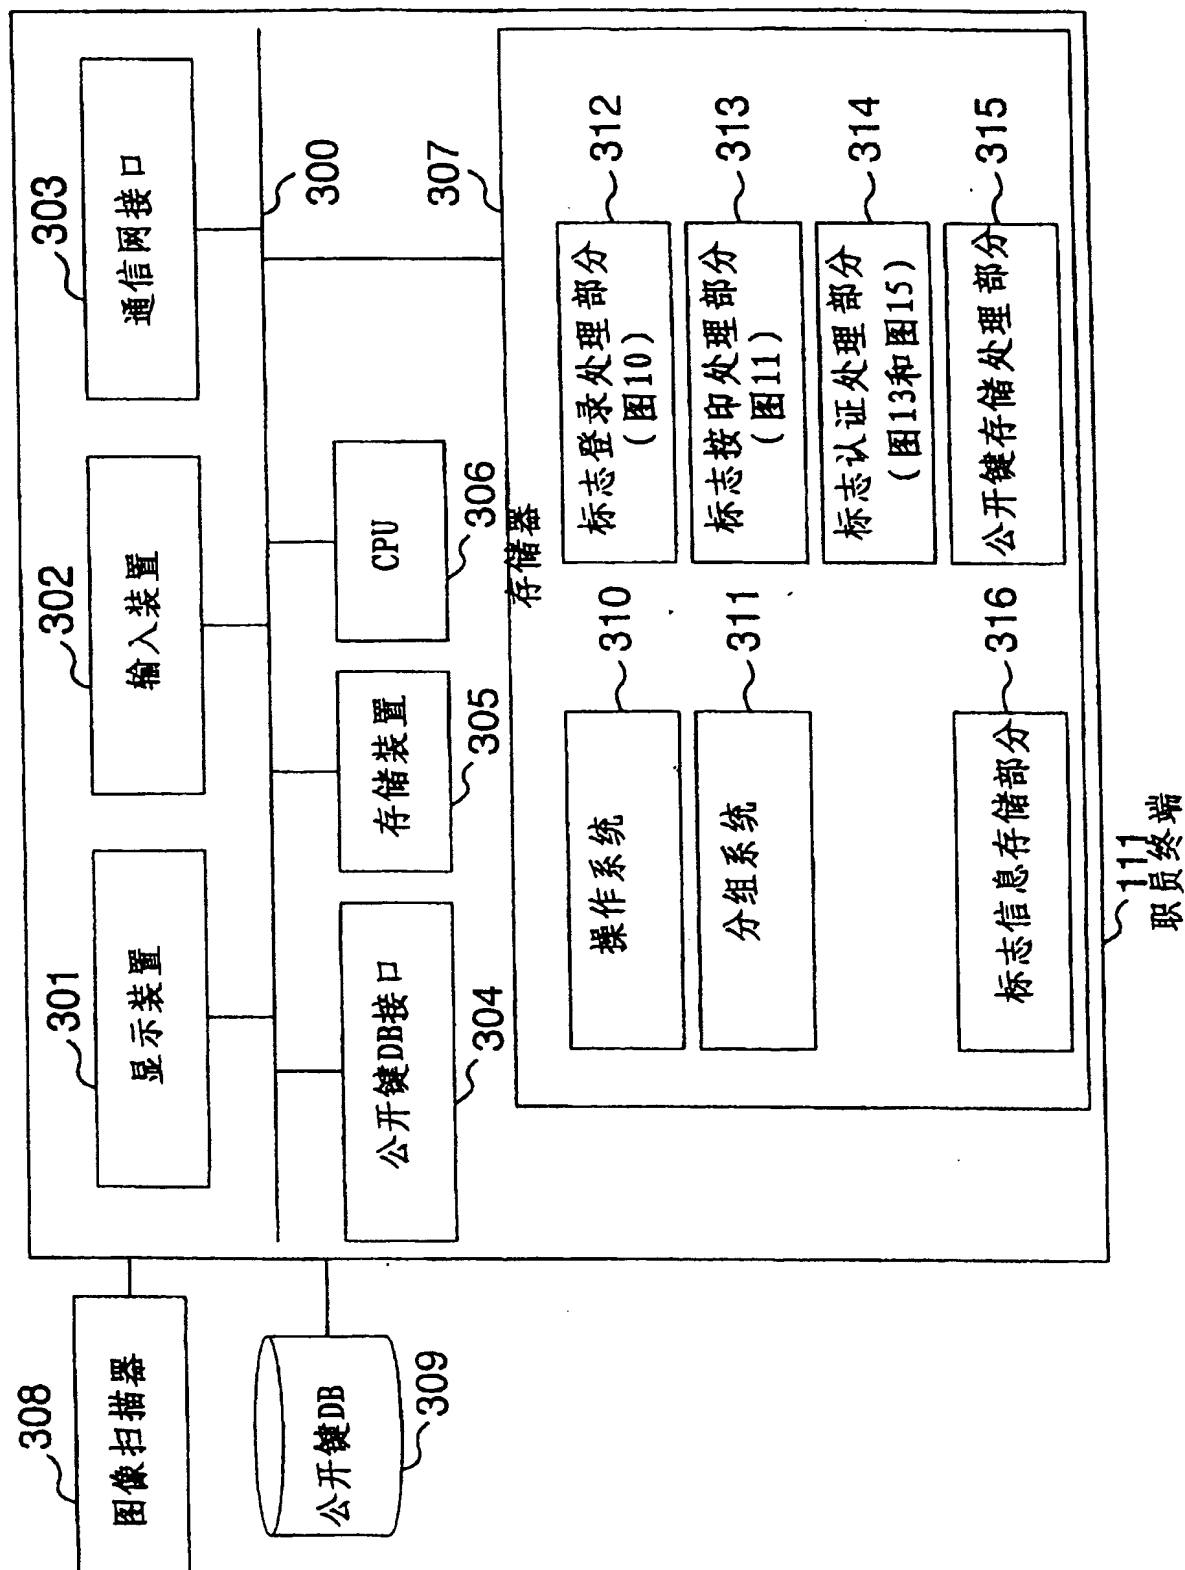 308
图像扫描器
公开键DB
309
301
显示装置
302
输入装置
303
通信网接口
300
公开键DB接口
304
存储装置
305
CPU
306
307
存储器
操作系统
310
分组系统
311
标志信息存储部分
316
标志登录处理部分
(图10)
312
标志按印处理部分
(图11)
313
标志认证处理部分
(图13和图15)
314
公开键存储处理部分
315
111
职员终端